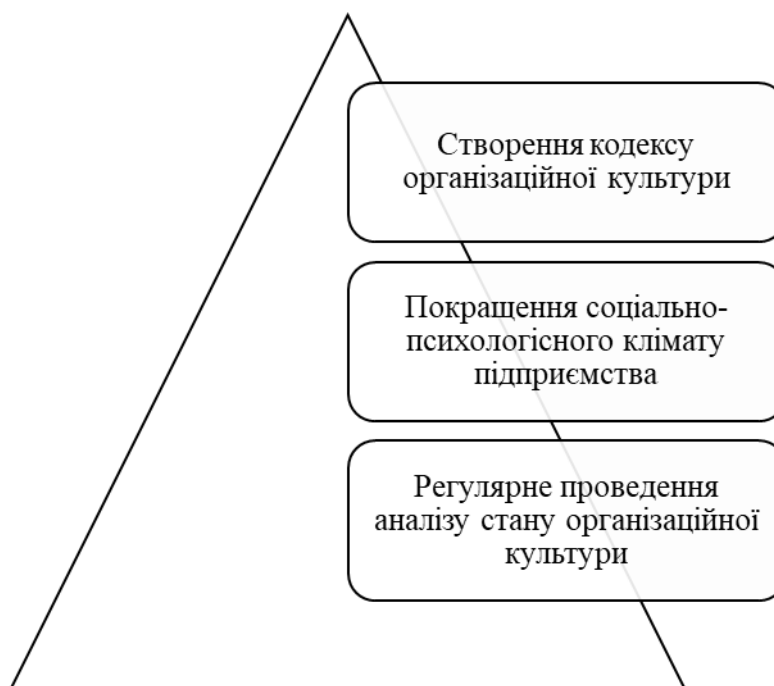 Створення кодексу
організаційної культури
Покращення соціально-
психологісного клімату
підприємства
Регулярне проведення
аналізу стану організаційної
культури